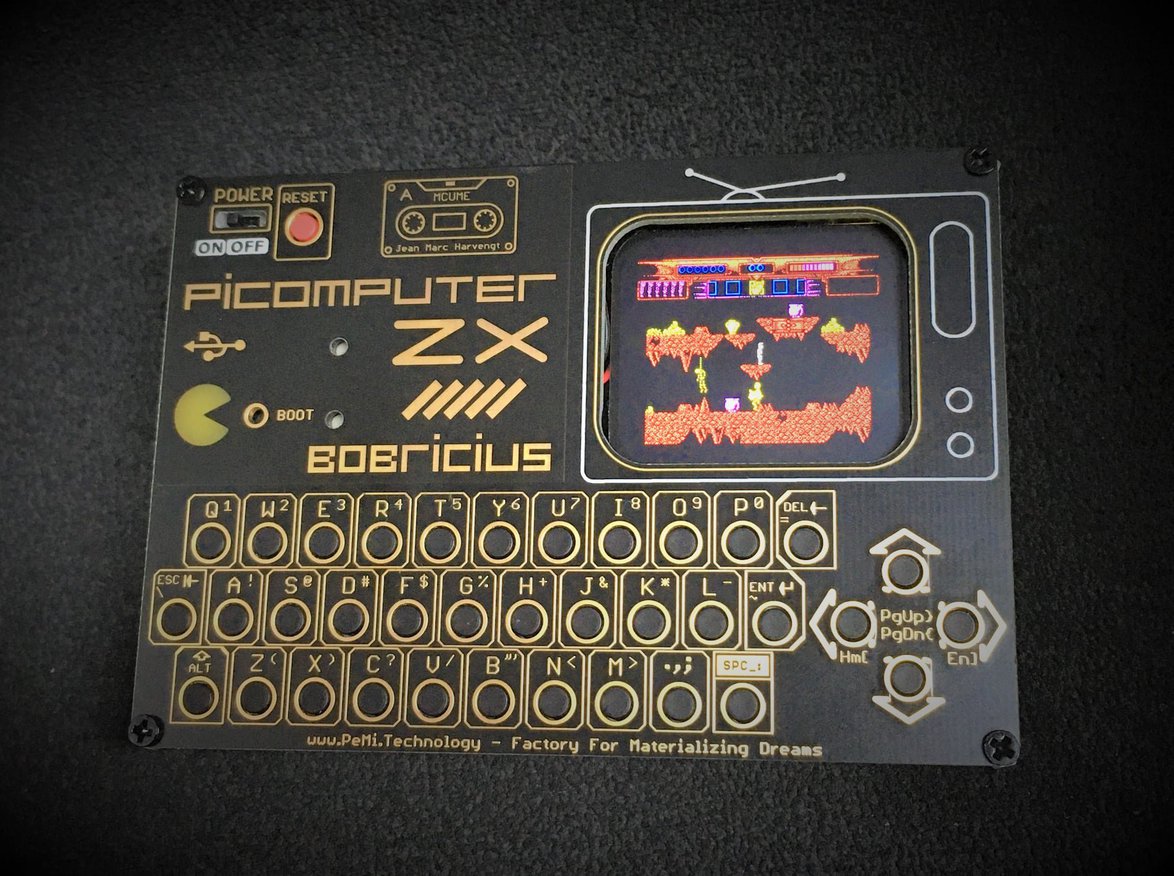 POWER
RESET
ON OFF
A MCUME
Jean Marc Harvengt
PICOMPUTER
ZX
BOOT
BOBRICIUS
Q1 W2 E3 R4 T5 Y6 U7 I8 O9 P0 DEL←
=
ESC A! S@ D# F$ G% H+ J& K* L- ENT↵
\ ~
PgUp}
PgDn{
Hm[ En]
ALT Z( X) C? V/ B"' N< M> .,; SPC_:
www.PeMi.Technology - Factory For Materializing Dreams